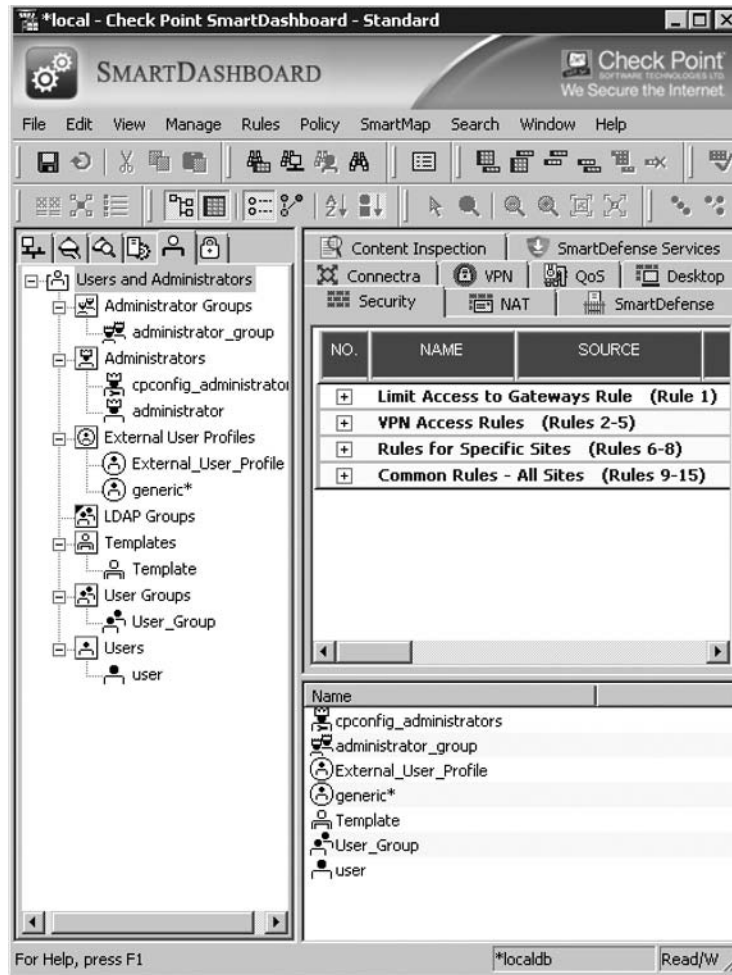 *local - Check Point SmartDashboard - Standard
SMARTDASHBOARD
Check Point
SOFTWARE TECHNOLOGIES LTD.
We Secure the Internet.
File Edit View Manage Rules Policy SmartMap Search Window Help
Users and Administrators
Administrator Groups
administrator_group
Administrators
cpconfig_administrator
administrator
External User Profiles
External_User_Profile
generic*
LDAP Groups
Templates
Template
User Groups
User_Group
Users
user
Content Inspection SmartDefense Services
Connectra VPN QoS Desktop
Security NAT SmartDefense
NO. NAME SOURCE
Limit Access to Gateways Rule (Rule 1)
VPN Access Rules (Rules 2-5)
Rules for Specific Sites (Rules 6-8)
Common Rules - All Sites (Rules 9-15)
Name
cpconfig_administrators
administrator_group
External_User_Profile
generic*
Template
User_Group
user
For Help, press F1 *localdb Read/W